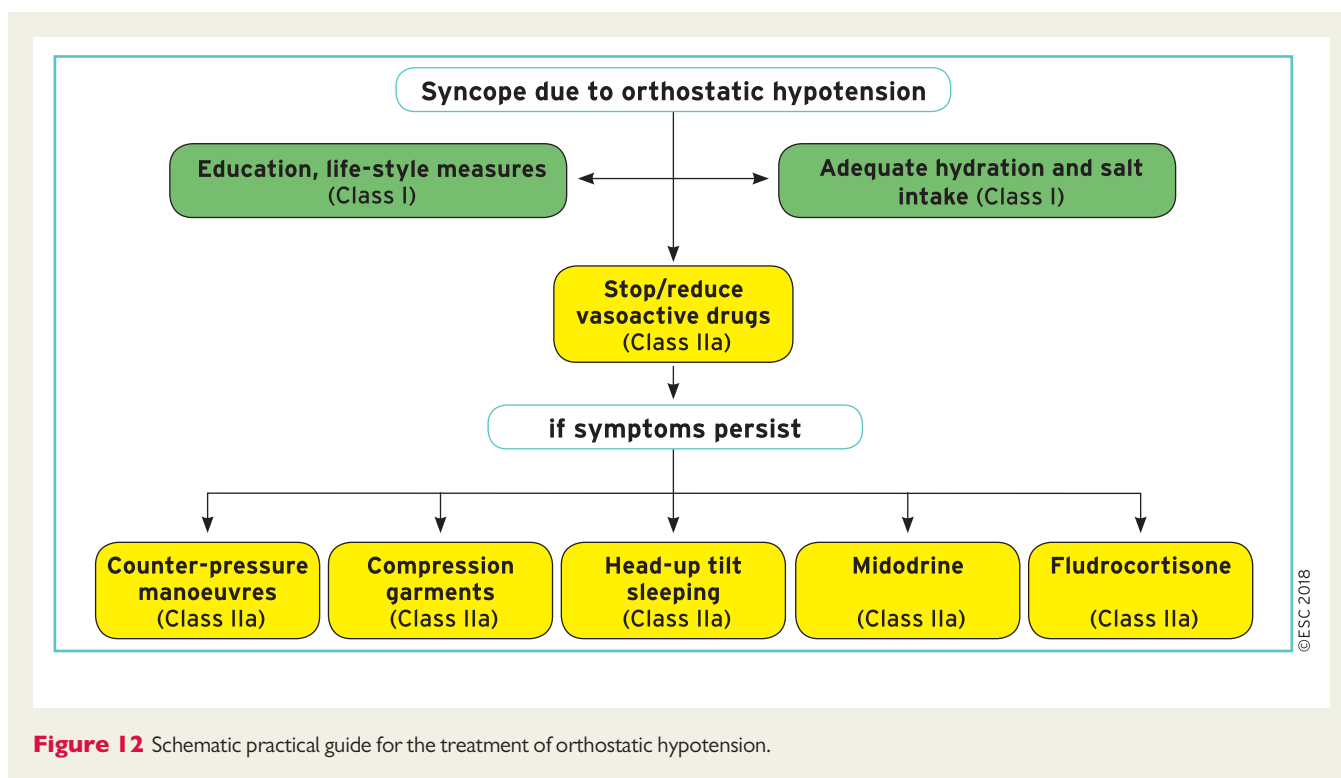 Syncope due to orthostatic hypotension
Education, life-style measures
(Class I)
Adequate hydration and salt
intake (Class I)
Stop/reduce
vasoactive drugs
(Class IIa)
if symptoms persist
Counter-pressure
manoeuvres
(Class IIa)
Compression
garments
(Class IIa)
Head-up tilt
sleeping
(Class IIa)
Midodrine
(Class IIa)
Fludrocortisone
(Class IIa)
©ESC 2018
Figure 12 Schematic practical guide for the treatment of orthostatic hypotension.